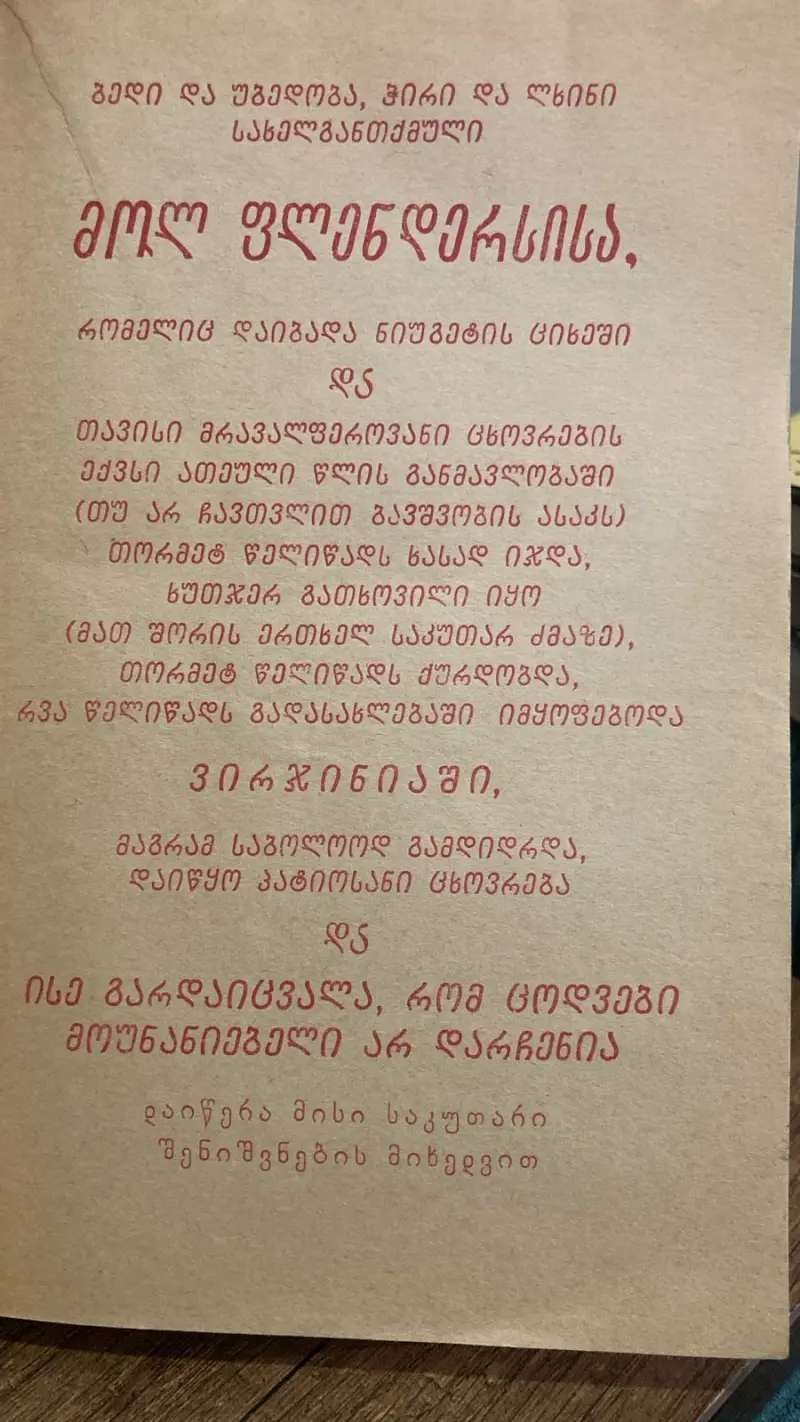 ბედი და უბედობა, ჭირი და ლხინი
სახელგანთქმული
მოლ ფლენდერსისა,
რომელიც დაიბადა ნიუგეტის ციხეში
და
თავისი მრავალფეროვანი ცხოვრების
ექვსი ათეული წლის განმავლობაში
(თუ არ ჩავთვლით ბავშვობის ასაკს)
თორმეტ წელიწადს ხასად იჯდა,
ხუთჯერ გათხოვილი იყო
(მათ შორის ერთხელ საკუთარ ძმაზე),
თორმეტ წელიწადს ქურდობდა,
რვა წელიწადს გადასახლებაში იმყოფებოდა
ვირჯინიაში,
მაგრამ საბოლოოდ გამდიდრდა,
დაიწყო პატიოსანი ცხოვრება
და
ისე გარდაიცვალა, რომ ცოდვები
მოუნანიებელი არ დარჩენია
დაიწერა მისი საკუთარი
შენიშვნების მიხედვით